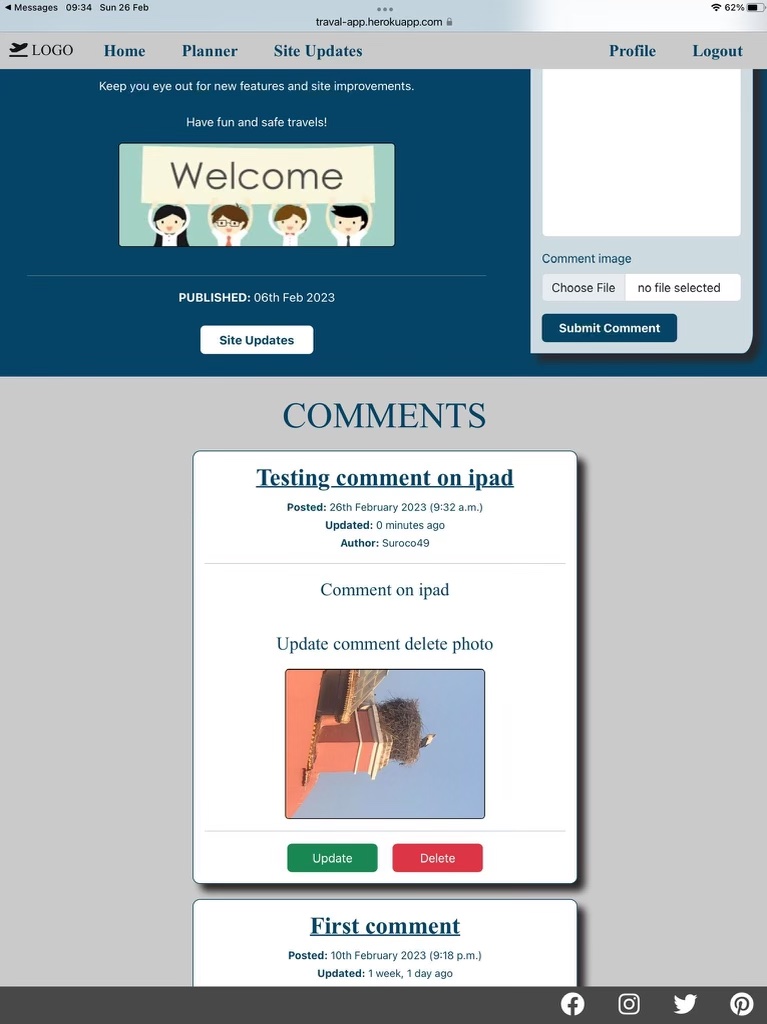 Messages 09:34 Sun 26 Feb
62%
traval-app.herokuapp.com
LOGO Home Planner Site Updates Profile Logout
Keep you eye out for new features and site improvements.
Have fun and safe travels!
Welcome
PUBLISHED: 06th Feb 2023
Site Updates
Comment image
Choose File no file selected
Submit Comment
COMMENTS
Testing comment on ipad
Posted: 26th February 2023 (9:32 a.m.)
Updated: 0 minutes ago
Author: Suroco49
Comment on ipad
Update comment delete photo
Update Delete
First comment
Posted: 10th February 2023 (9:18 p.m.)
Updated: 1 week, 1 day ago